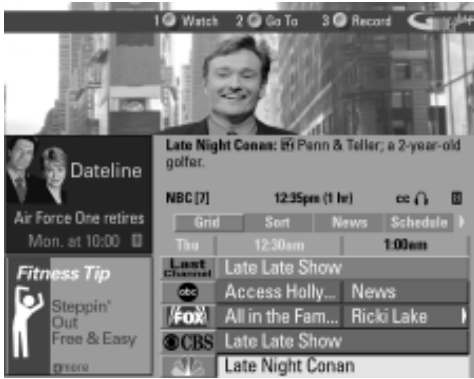 1 Watch 2 Go To 3 Record G
Late Night Conan: Penn & Teller; a 2-year-old
golfer.
NBC [7] 12:35pm (1 hr) cc
Dateline
Air Force One retires
Mon. at 10:00
Grid Sort News Schedule
Thu 12:30am 1:00am
Fitness Tip
Steppin'
Out
Free & Easy
more
Last
Channel Late Late Show
abc Access Holly... News
FOX All in the Fam... Ricki Lake
CBS Late Late Show
Late Night Conan